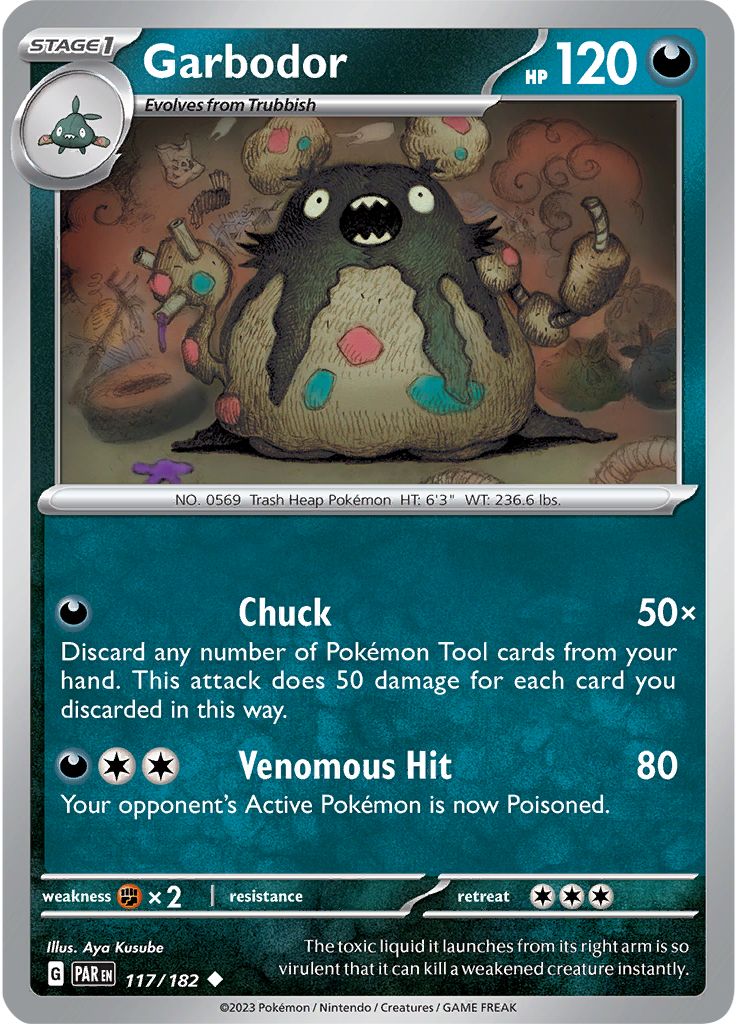 STAGE 1
Garbodor
HP 120
Evolves from Trubbish
NO. 0569 Trash Heap Pokémon HT: 6'3" WT: 236.6 lbs.
Chuck 50×
Discard any number of Pokémon Tool cards from your
hand. This attack does 50 damage for each card you
discarded in this way.
Venomous Hit 80
Your opponent's Active Pokémon is now Poisoned.
weakness ×2 resistance retreat
Illus. Aya Kusube
The toxic liquid it launches from its right arm is so
virulent that it can kill a weakened creature instantly.
G PAR EN 117/182
©2023 Pokémon / Nintendo / Creatures / GAME FREAK